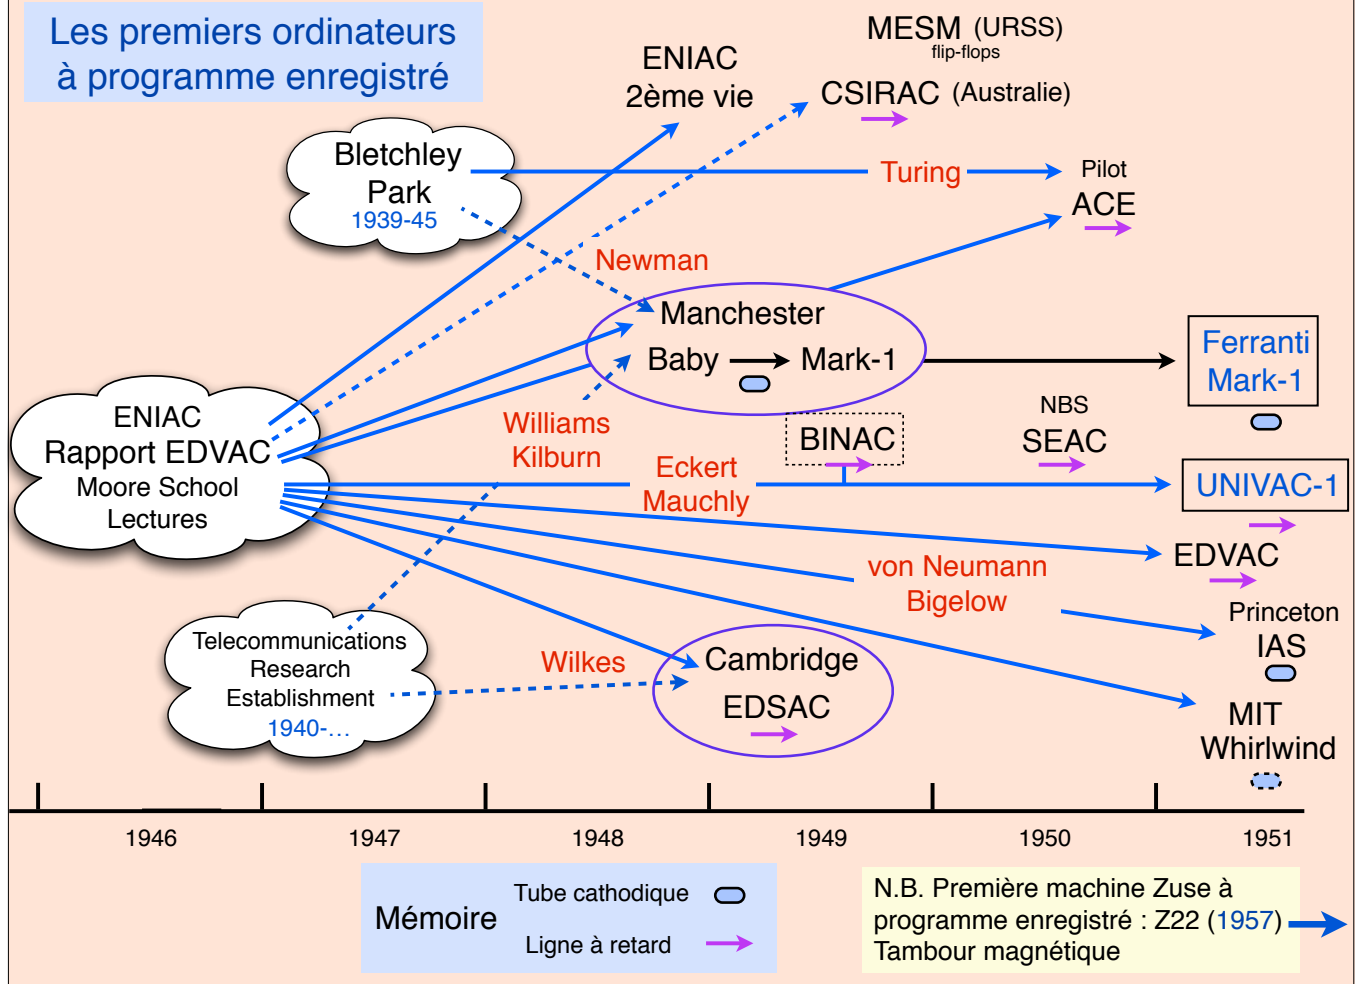 Les premiers ordinateurs
à programme enregistré
MESM (URSS)
flip-flops
ENIAC
2ème vie
CSIRAC (Australie)
Bletchley
Park
1939-45
Turing
Pilot
ACE
Newman
Manchester
Baby
Mark-1
Ferranti
Mark-1
ENIAC
Rapport EDVAC
Moore School
Lectures
Williams
Kilburn
BINAC
NBS
SEAC
Eckert
Mauchly
UNIVAC-1
EDVAC
von Neumann
Bigelow
Princeton
IAS
Telecommunications
Research
Establishment
1940-...
Wilkes
Cambridge
EDSAC
MIT
Whirlwind
1946
1947
1948
1949
1950
1951
Mémoire
Tube cathodique
Ligne à retard
N.B. Première machine Zuse à
programme enregistré : Z22 (1957)
Tambour magnétique